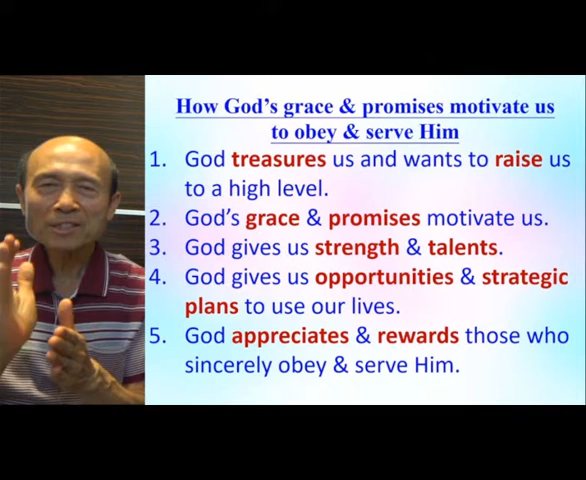 How God's grace & promises motivate us
to obey & serve Him
1. God treasures us and wants to raise us
to a high level.
2. God's grace & promises motivate us.
3. God gives us strength & talents.
4. God gives us opportunities & strategic
plans to use our lives.
5. God appreciates & rewards those who
sincerely obey & serve Him.